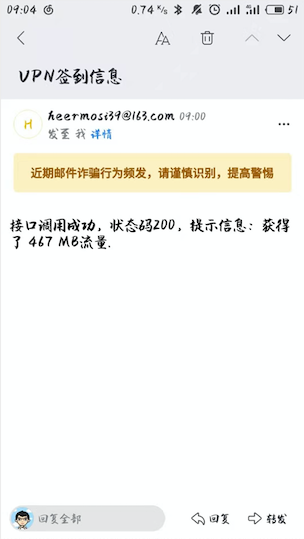 09:04
0.74 K/s
4G
51
VPN签到信息
H
heermosi39@163.com 09:00
发至 我 详情
近期邮件诈骗行为频发，请谨慎识别，提高警惕
接口调用成功，状态码200，提示信息：获得
了 467 MB流量.
回复全部
回复
转发